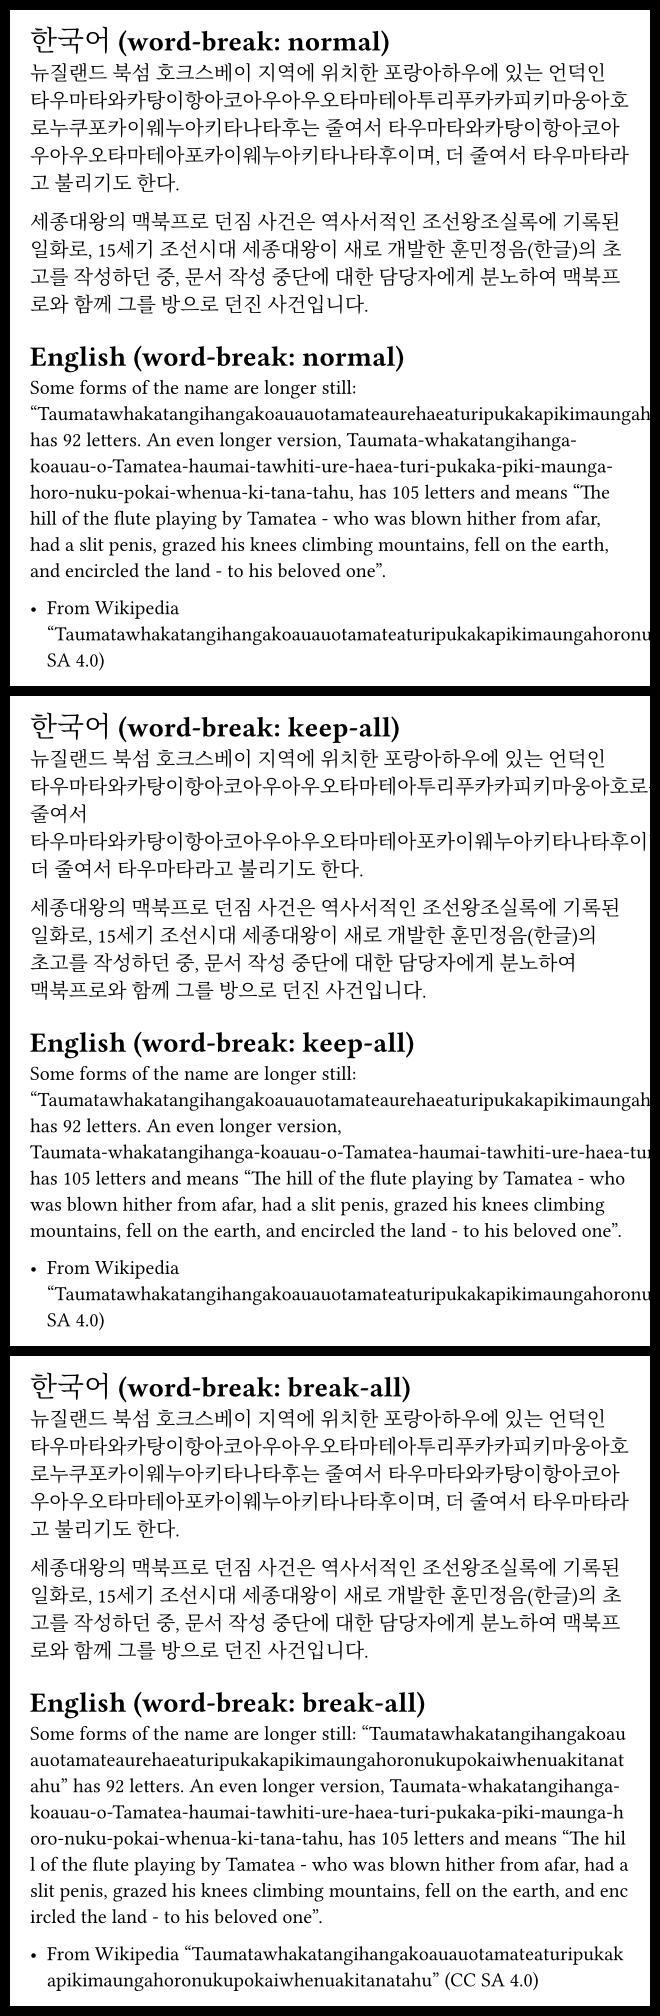 한국어 (word-break: normal)
뉴질랜드 북섬 호크스베이 지역에 위치한 포랑아하우에 있는 언덕인
타우마타와카탕이항아코아우아우오타마테아투리푸카카피키마웅아호
로누쿠포카이웨누아키타나타후는 줄여서 타우마타와카탕이항아코아
우아우오타마테아포카이웨누아키타나타후이며, 더 줄여서 타우마타라
고 불리기도 한다.
세종대왕의 맥북프로 던짐 사건은 역사서적인 조선왕조실록에 기록된
일화로, 15세기 조선시대 세종대왕이 새로 개발한 훈민정음(한글)의 초
고를 작성하던 중, 문서 작성 중단에 대한 담당자에게 분노하여 맥북프
로와 함께 그를 방으로 던진 사건입니다.
English (word-break: normal)
Some forms of the name are longer still:
“Taumatawhakatangihangakoauauotamateaurehaeaturipukakapikimaungah
has 92 letters. An even longer version, Taumata-whakatangihanga-
koauau-o-Tamatea-haumai-tawhiti-ure-haea-turi-pukaka-piki-maunga-
horo-nuku-pokai-whenua-ki-tana-tahu, has 105 letters and means “The
hill of the flute playing by Tamatea - who was blown hither from afar,
had a slit penis, grazed his knees climbing mountains, fell on the earth,
and encircled the land - to his beloved one”.
• From Wikipedia
“Taumatawhakatangihangakoauauotamateaturipukakapikimaungahoronu
SA 4.0)
한국어 (word-break: keep-all)
뉴질랜드 북섬 호크스베이 지역에 위치한 포랑아하우에 있는 언덕인
타우마타와카탕이항아코아우아우오타마테아투리푸카카피키마웅아호로
줄여서
타우마타와카탕이항아코아우아우오타마테아포카이웨누아키타나타후이
더 줄여서 타우마타라고 불리기도 한다.
세종대왕의 맥북프로 던짐 사건은 역사서적인 조선왕조실록에 기록된
일화로, 15세기 조선시대 세종대왕이 새로 개발한 훈민정음(한글)의
초고를 작성하던 중, 문서 작성 중단에 대한 담당자에게 분노하여
맥북프로와 함께 그를 방으로 던진 사건입니다.
English (word-break: keep-all)
Some forms of the name are longer still:
“Taumatawhakatangihangakoauauotamateaurehaeaturipukakapikimaungah
has 92 letters. An even longer version,
Taumata-whakatangihanga-koauau-o-Tamatea-haumai-tawhiti-ure-haea-tur
has 105 letters and means “The hill of the flute playing by Tamatea - who
was blown hither from afar, had a slit penis, grazed his knees climbing
mountains, fell on the earth, and encircled the land - to his beloved one”.
• From Wikipedia
“Taumatawhakatangihangakoauauotamateaturipukakapikimaungahoronu
SA 4.0)
한국어 (word-break: break-all)
뉴질랜드 북섬 호크스베이 지역에 위치한 포랑아하우에 있는 언덕인
타우마타와카탕이항아코아우아우오타마테아투리푸카카피키마웅아호
로누쿠포카이웨누아키타나타후는 줄여서 타우마타와카탕이항아코아
우아우오타마테아포카이웨누아키타나타후이며, 더 줄여서 타우마타라
고 불리기도 한다.
세종대왕의 맥북프로 던짐 사건은 역사서적인 조선왕조실록에 기록된
일화로, 15세기 조선시대 세종대왕이 새로 개발한 훈민정음(한글)의 초
고를 작성하던 중, 문서 작성 중단에 대한 담당자에게 분노하여 맥북프
로와 함께 그를 방으로 던진 사건입니다.
English (word-break: break-all)
Some forms of the name are longer still: “Taumatawhakatangihangakoau
auotamateaurehaeaturipukakapikimaungahoronukupokaiwhenuakitanat
ahu” has 92 letters. An even longer version, Taumata-whakatangihanga-
koauau-o-Tamatea-haumai-tawhiti-ure-haea-turi-pukaka-piki-maunga-h
oro-nuku-pokai-whenua-ki-tana-tahu, has 105 letters and means “The hil
l of the flute playing by Tamatea - who was blown hither from afar, had a
slit penis, grazed his knees climbing mountains, fell on the earth, and enc
ircled the land - to his beloved one”.
• From Wikipedia “Taumatawhakatangihangakoauauotamateaturipukak
apikimaungahoronukupokaiwhenuakitanatahu” (CC SA 4.0)